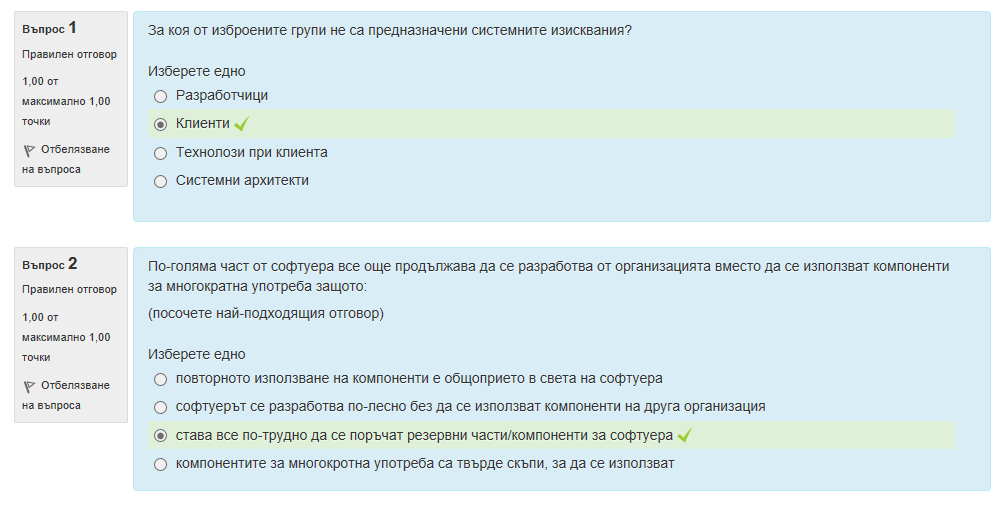 Въпрос 1
Правилен отговор
1,00 от
максимално 1,00
точки
Отбелязване
на въпроса
За коя от изброените групи не са предназначени системните изисквания?
Изберете едно
Разработчици
Клиенти
Технолози при клиента
Системни архитекти
Въпрос 2
Правилен отговор
1,00 от
максимално 1,00
точки
Отбелязване
на въпроса
По-голяма част от софтуера все още продължава да се разработва от организацията вместо да се използват компоненти
за многократна употреба защото:
(посочете най-подходящия отговор)
Изберете едно
повторното използване на компоненти е общоприето в света на софтуера
софтуерът се разработва по-лесно без да се използват компоненти на друга организация
става все по-трудно да се поръчат резервни части/компоненти за софтуера
компонентите за многокротна употреба са твърде скъпи, за да се използват